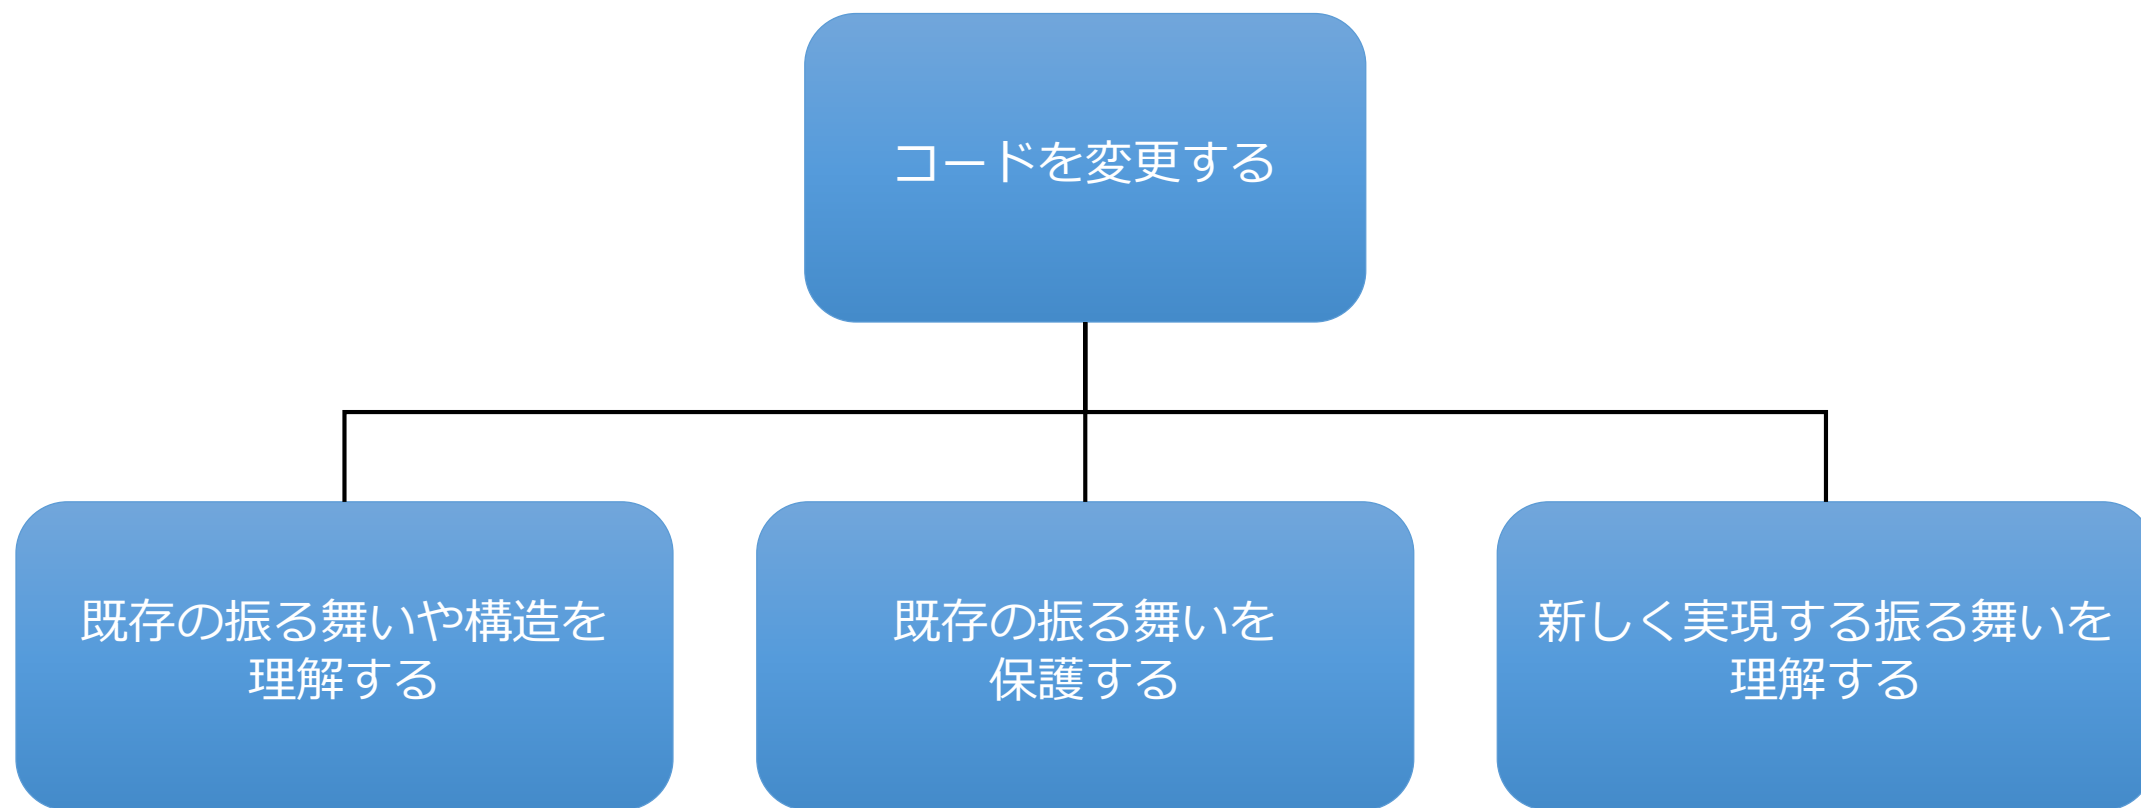 コードを変更する
既存の振る舞いや構造を
理解する
既存の振る舞いを
保護する
新しく実現する振る舞いを
理解する